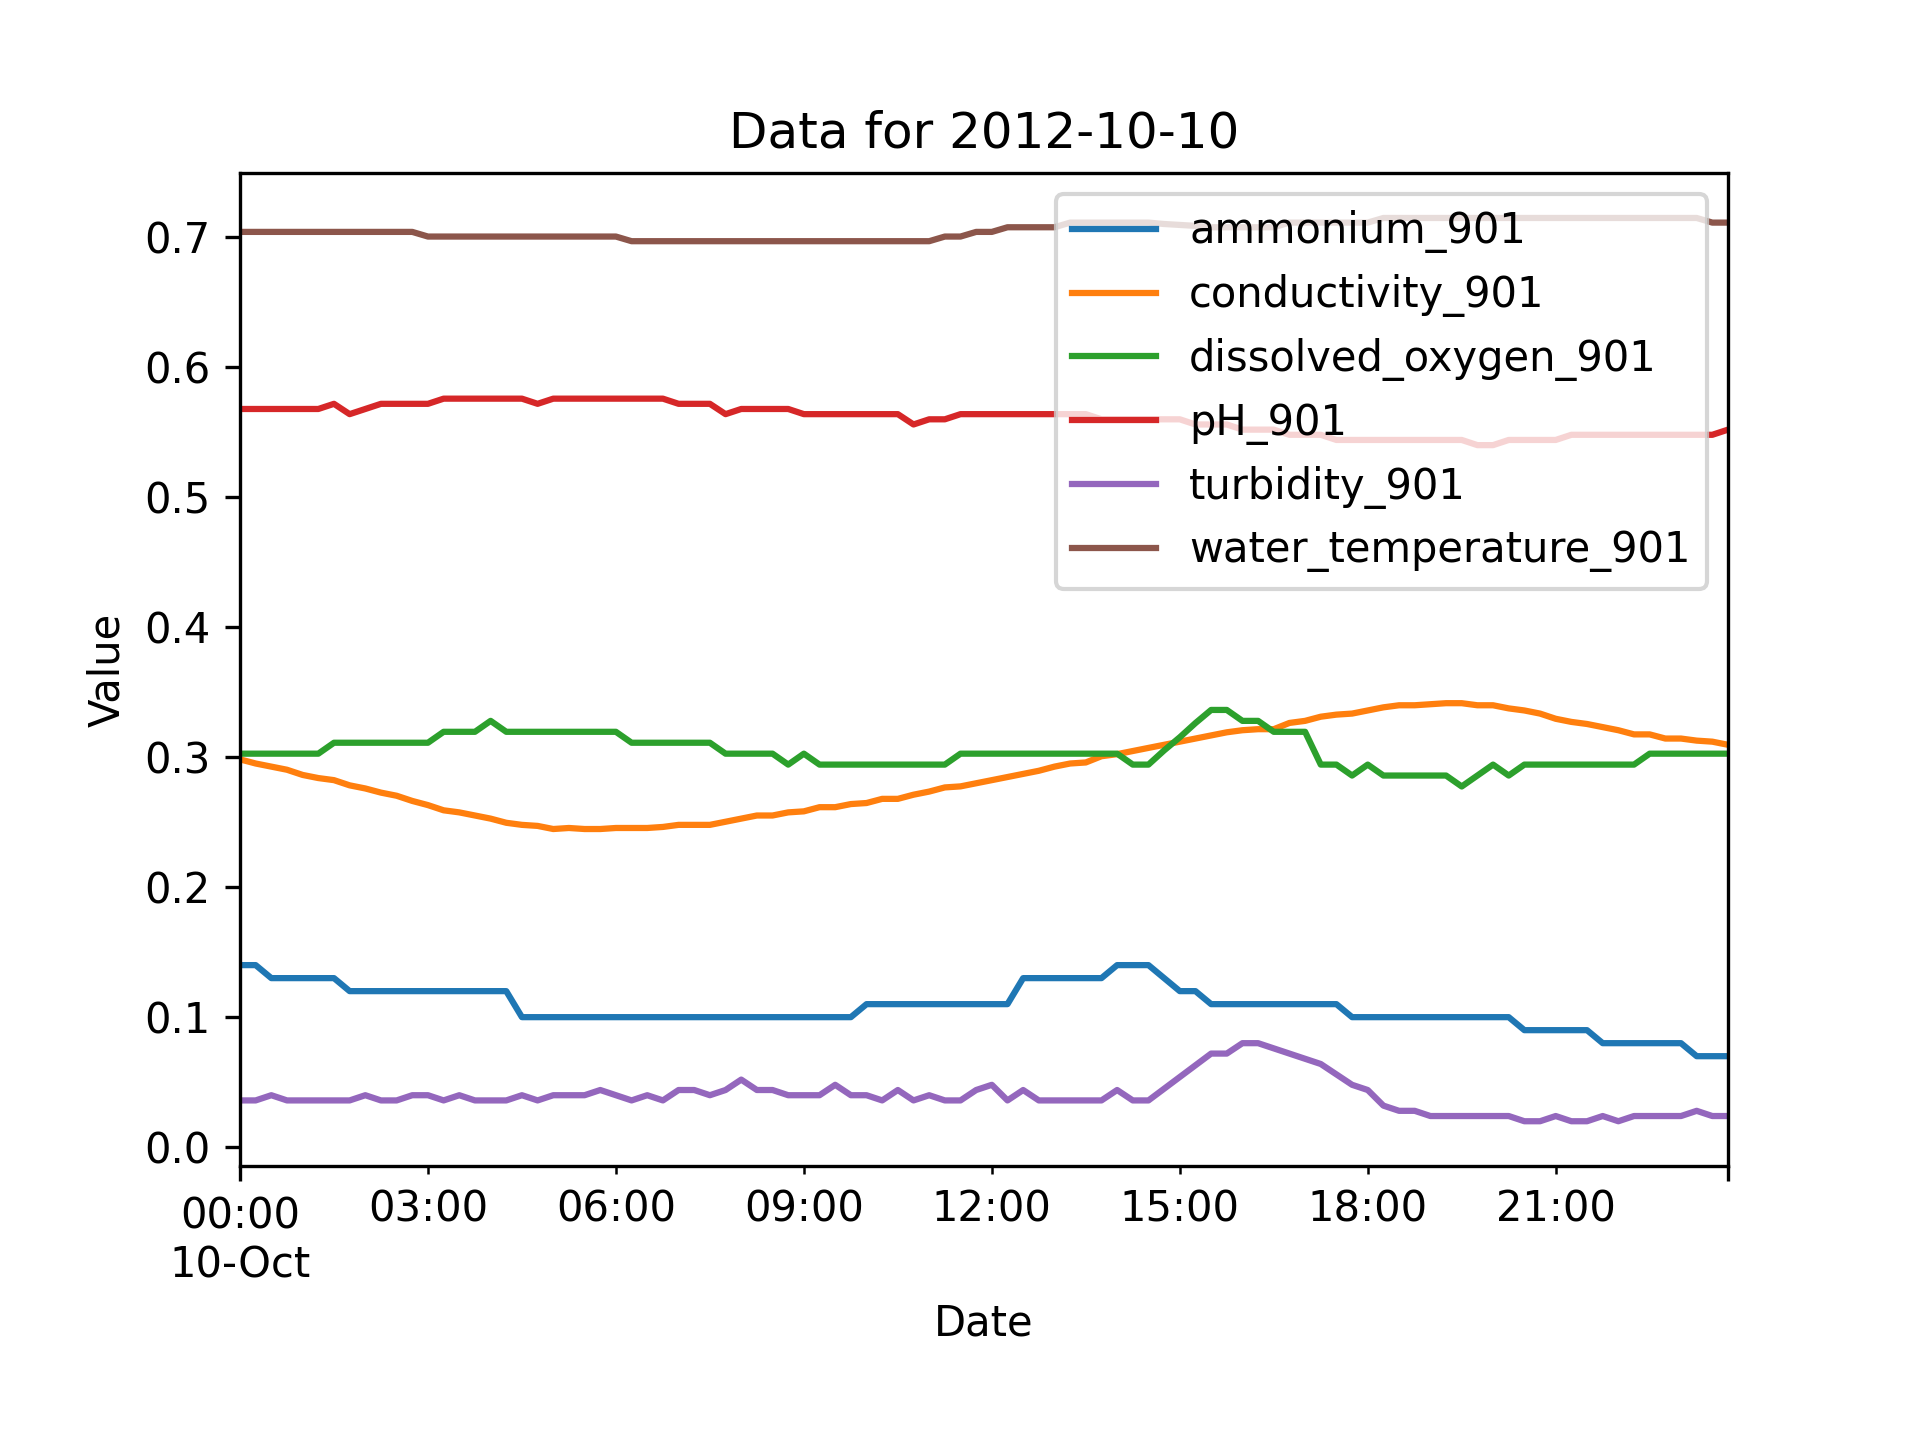 Data for 2012-10-10
ammonium_901
conductivity_901
dissolved_oxygen_901
pH_901
turbidity_901
water_temperature_901
Value
0.7
0.6
0.5
0.4
0.3
0.2
0.1
0.0
00:00 03:00 06:00 09:00 12:00 15:00 18:00 21:00
10-Oct
Date